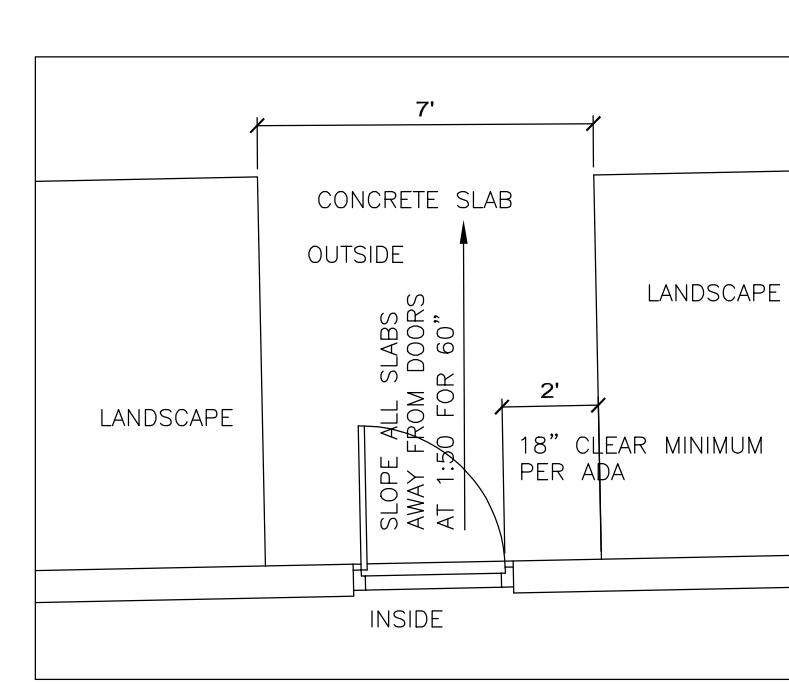 7'
CONCRETE SLAB
OUTSIDE
LANDSCAPE
SLOPE ALL SLABS
AWAY FROM DOORS
AT 1:50 FOR 60”
2'
LANDSCAPE
18” CLEAR MINIMUM
PER ADA
INSIDE